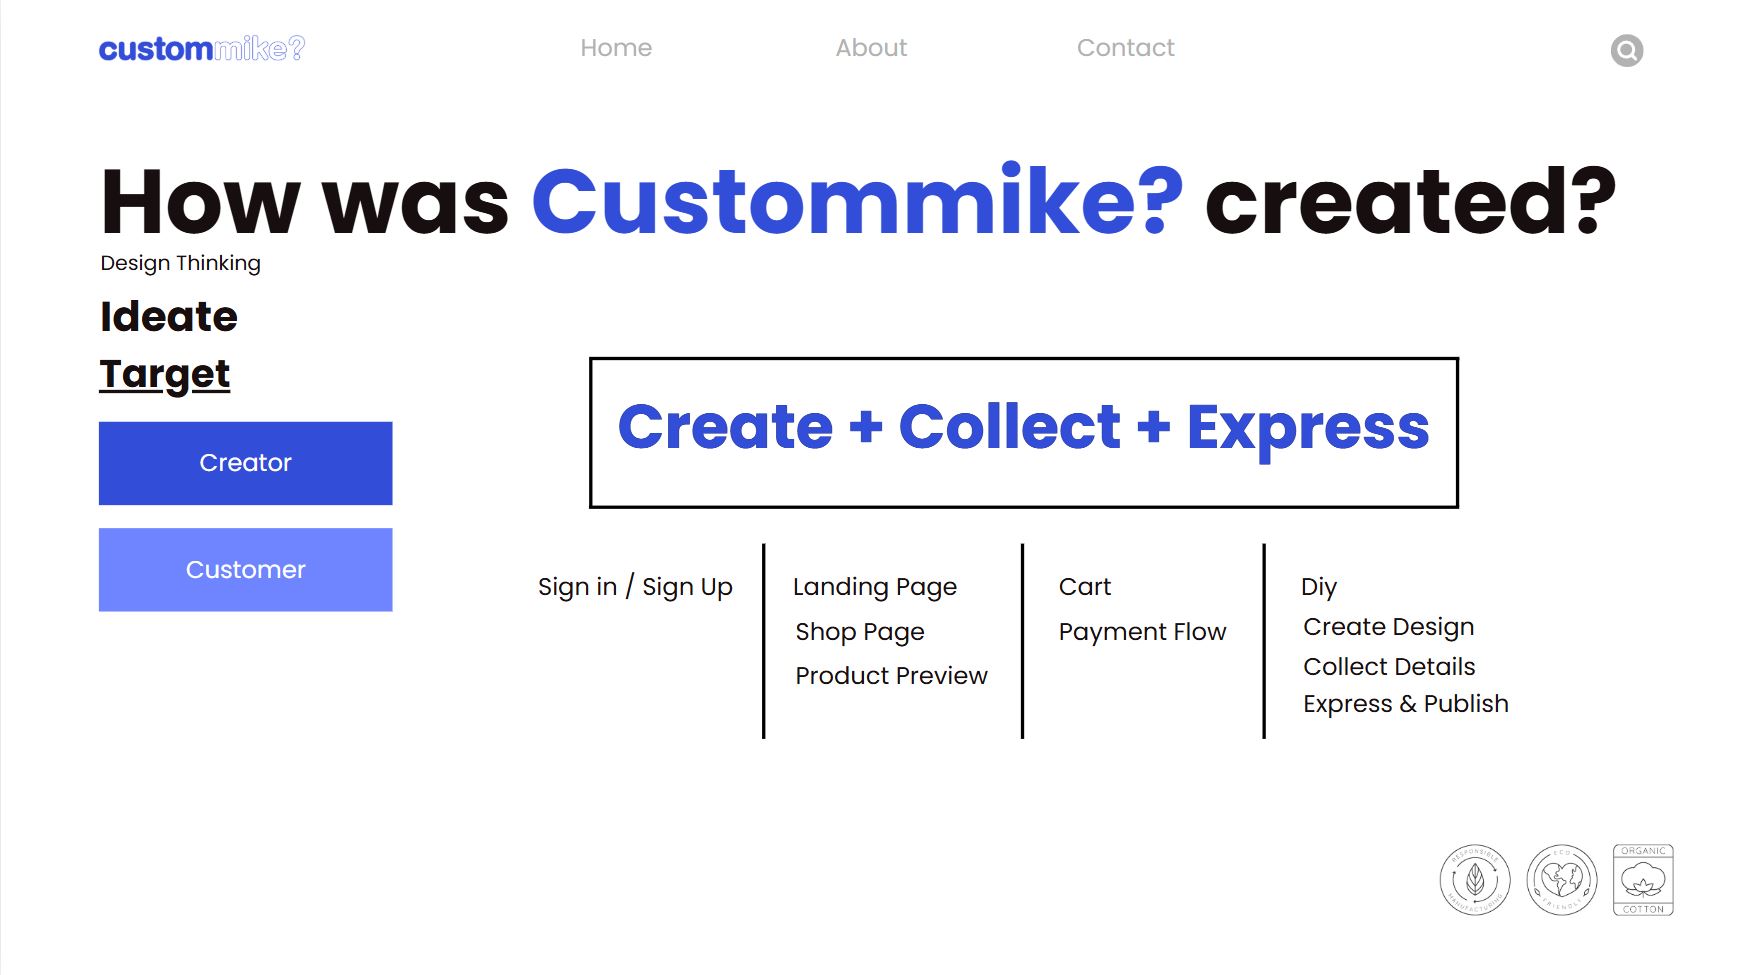 custommike?
Home
About
Contact
How was Custommike? created?
Design Thinking
Ideate
Target
Creator
Customer
Create + Collect + Express
Sign in / Sign Up
Landing Page
Shop Page
Product Preview
Cart
Payment Flow
Diy
Create Design
Collect Details
Express & Publish
RESPONSIBLE
MANUFACTURING
ECO
FRIENDLY
ORGANIC
COTTON